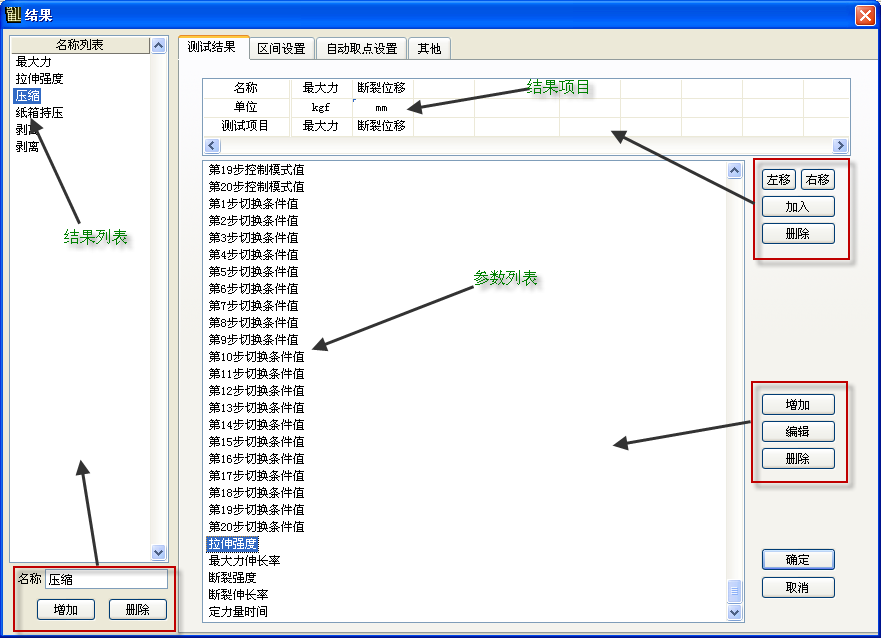 结果
名称列表
最大力
拉伸强度
压缩
纸箱持压
剥离
剥离
结果列表
名称 压缩
增加 删除
测试结果 区间设置 自动取点设置 其他
名称 最大力 断裂位移
结果项目
单位 kgf mm
测试项目 最大力 断裂位移
第19步控制模式值
第20步控制模式值
第1步切换条件值
第2步切换条件值
第3步切换条件值
第4步切换条件值
第5步切换条件值
第6步切换条件值
第7步切换条件值
第8步切换条件值
第9步切换条件值
第10步切换条件值
第11步切换条件值
第12步切换条件值
第13步切换条件值
第14步切换条件值
第15步切换条件值
第16步切换条件值
第17步切换条件值
第18步切换条件值
第19步切换条件值
第20步切换条件值
拉伸强度
最大力伸长率
断裂强度
断裂伸长率
定力量时间
参数列表
左移 右移
加入
删除
增加
编辑
删除
确定
取消